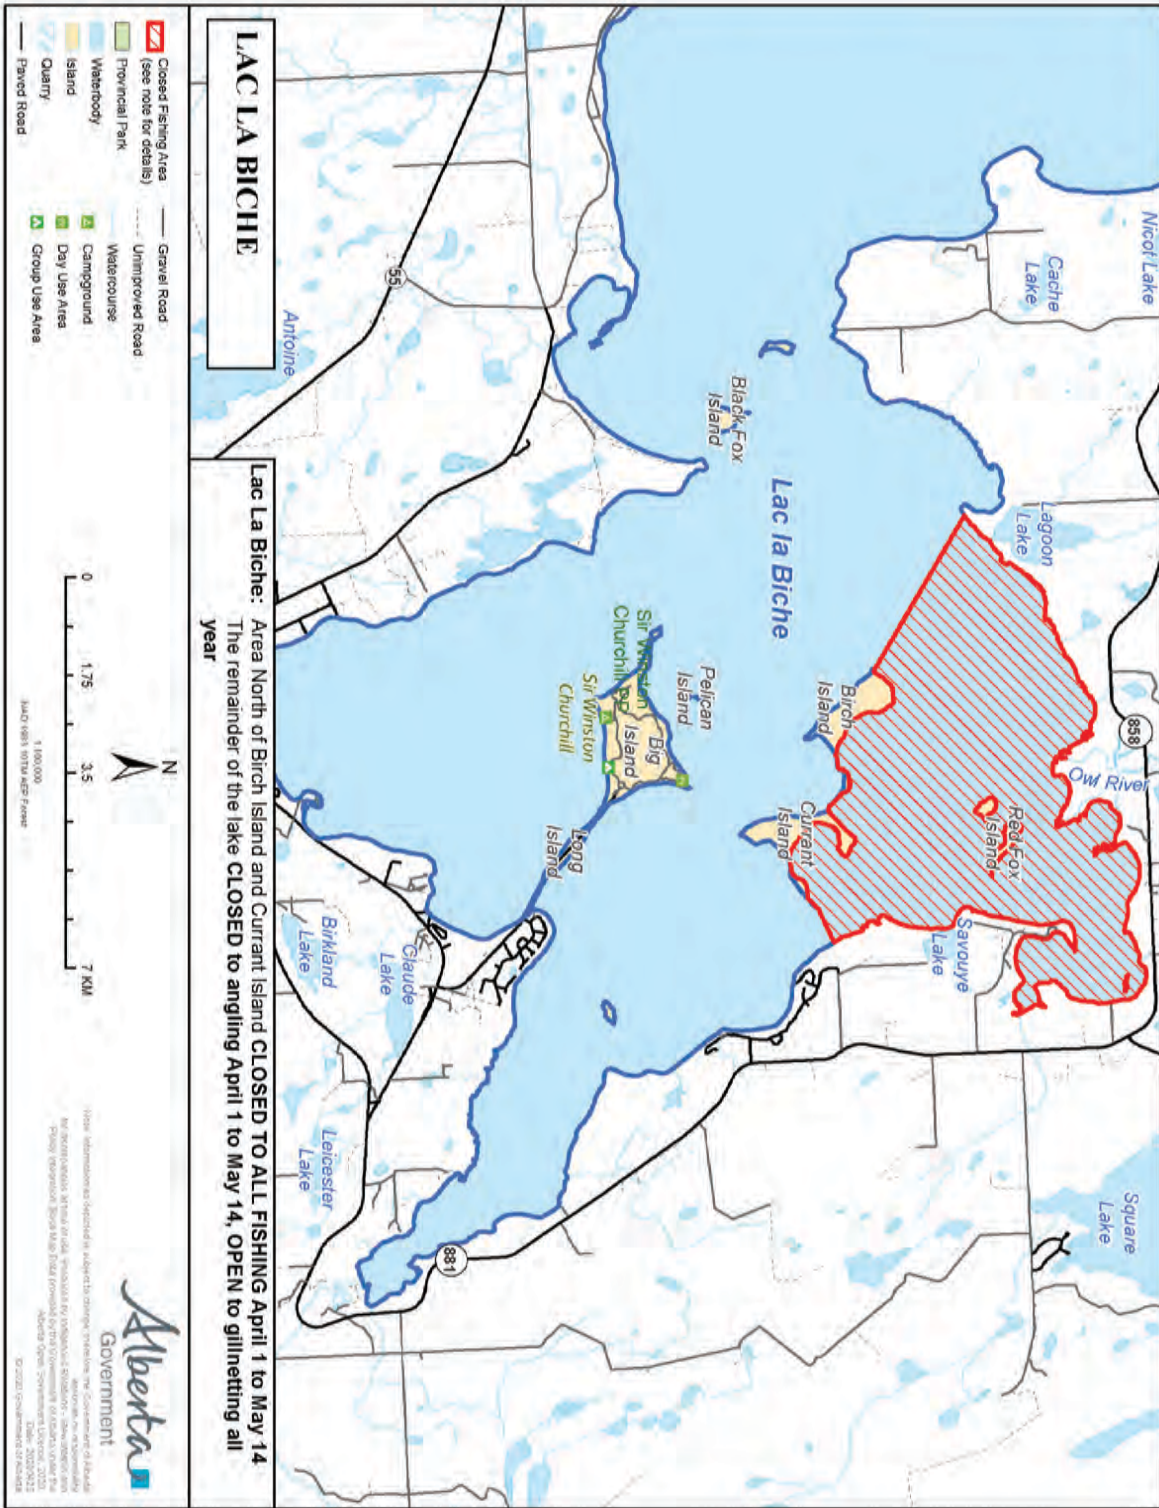 Nicot Lake
Cache
Lake
Lagoon
Lake
858
Owl River
Red Fox
Island
Savouye
Lake
Square
Lake
Black Fox
Island
Lac la Biche
Birch
Island
Currant
Island
Pelican
Island
Sir Winston
Churchill PP
Big
Island
Sir Winston
Churchill
Long
Island
55
Antoine
Claude
Lake
Birkland
Lake
Leicester
Lake
881
LAC LA BICHE
Lac La Biche: Area North of Birch Island and Currant Island CLOSED TO ALL FISHING April 1 to May 14
The remainder of the lake CLOSED to angling April 1 to May 14, OPEN to gillnetting all
year
Closed Fishing Area
(see note for details)
Provincial Park
Waterbody
Island
Quarry
Paved Road
Gravel Road
Unimproved Road
Watercourse
Campground
Day Use Area
Group Use Area
N
0 1.75 3.5 7 KM
Alberta
Government